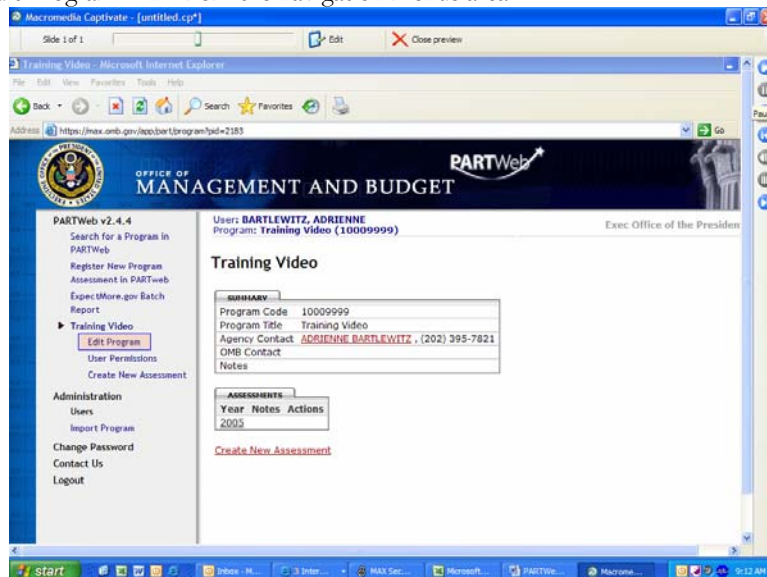 Macromedia Captivate - [untitled.cp*]
Slide 1 of 1 Edit Close preview
Training Video - Microsoft Internet Explorer
File Edit View Favorites Tools Help
Back Search Favorites
Address https://max.omb.gov/app/part/program?pid=2183 Go
OFFICE OF
MANAGEMENT AND BUDGET
PARTWeb
PARTWeb v2.4.4
Search for a Program in
PARTWeb
Register New Program
Assessment in PARTweb
ExpectMore.gov Batch
Report
Training Video
Edit Program
User Permissions
Create New Assessment
Administration
Users
Import Program
Change Password
Contact Us
Logout
User: BARTLEWITZ, ADRIENNE
Program: Training Video (10009999)
Exec Office of the Presiden
Training Video
SUMMARY
Program Code 10009999
Program Title Training Video
Agency Contact ADRIENNE BARTLEWITZ , (202) 395-7821
OMB Contact
Notes
ASSESSMENTS
Year Notes Actions
2005
Create New Assessment
start Inbox - M... 3 Inter... MAX Sec... Microsoft... PARTWe... Macrome... 9:12 AM